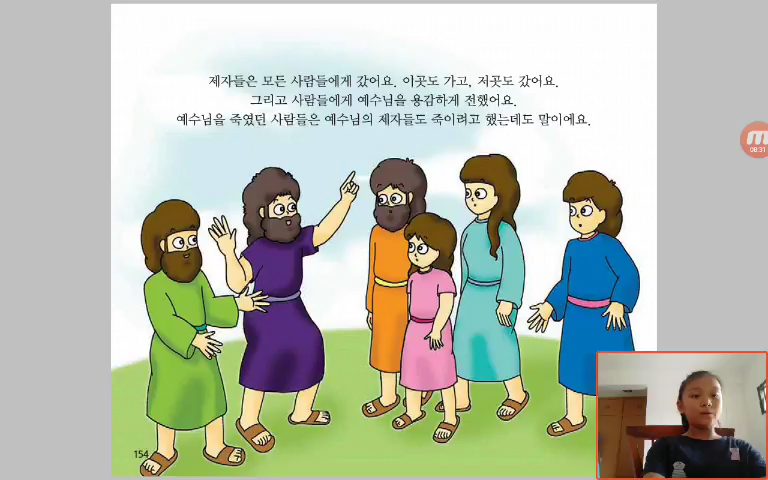 제자들은 모든 사람들에게 갔어요. 이곳도 가고, 저곳도 갔어요.
그리고 사람들에게 예수님을 용감하게 전했어요.
예수님을 죽였던 사람들은 예수님의 제자들도 죽이려고 했는데도 말이에요.
154
08:31